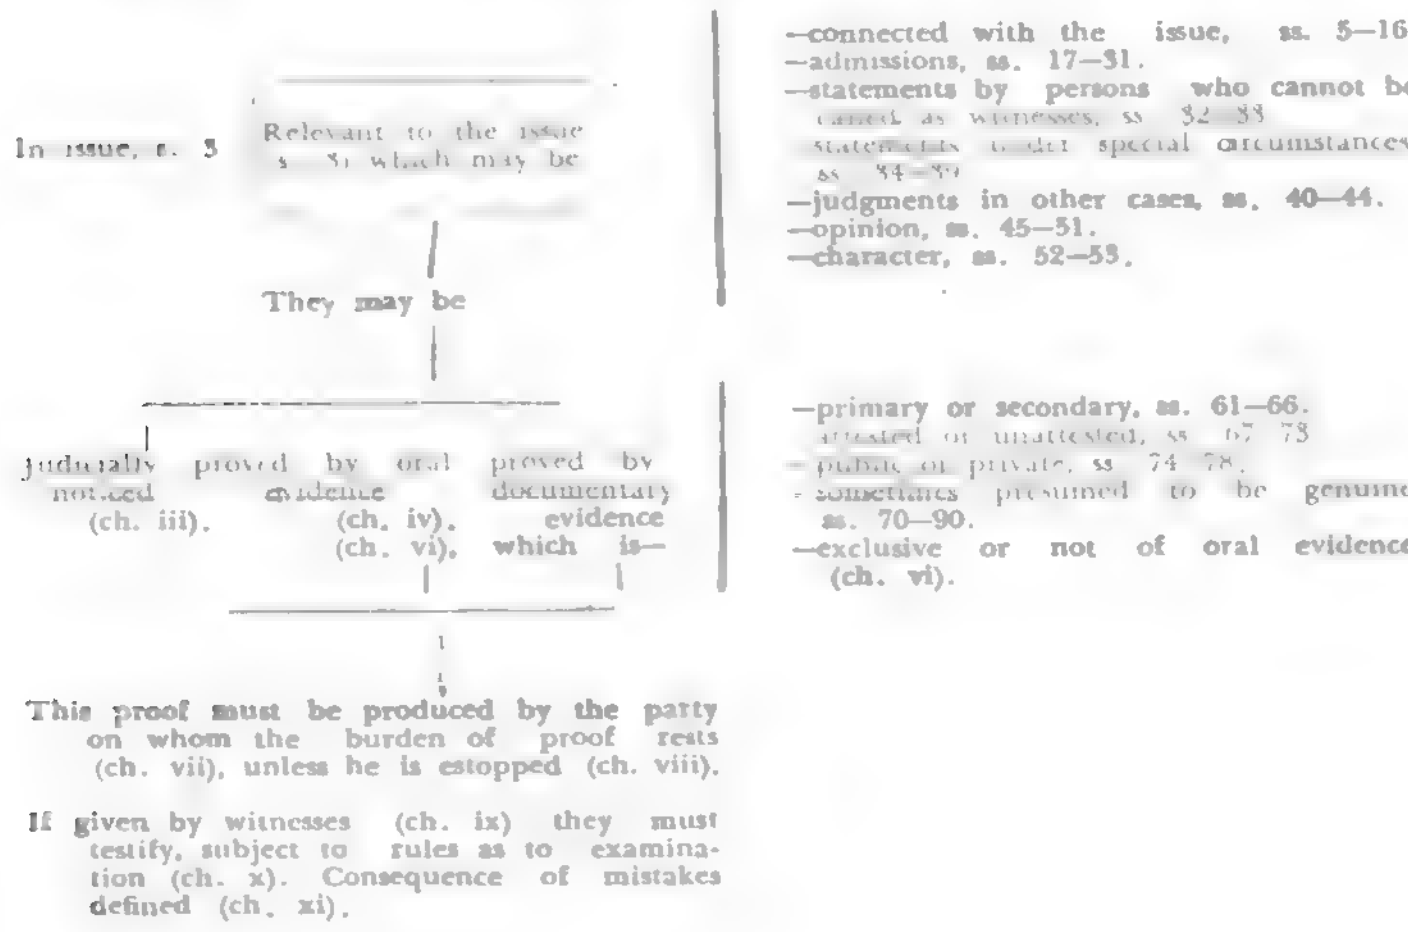 In issue, s. 3
Relevant to the issue
s. 5) which may be
—connected with the issue, ss. 5—16
—admissions, ss. 17—31.
—statements by persons who cannot be
called as witnesses, ss 32—33
statements under special circumstances
ss 34—39
—judgments in other cases, ss. 40—44.
—opinion, ss. 45—51.
—character, ss. 52—53.
They may be
judicially
noticed
(ch. iii).
proved by oral
evidence
(ch. iv).
(ch. vi),
proved by
documentary
evidence
which is—
—primary or secondary, ss. 61—66.
attested or unattested, ss 67 73
—public or private, ss 74—78.
—sometimes presumed to be genuine
ss. 70—90.
—exclusive or not of oral evidence
(ch. vi).
This proof must be produced by the party
on whom the burden of proof rests
(ch. vii), unless he is estopped (ch. viii).
If given by witnesses (ch. ix) they must
testify, subject to rules as to examina-
tion (ch. x). Consequence of mistakes
defined (ch. xi).